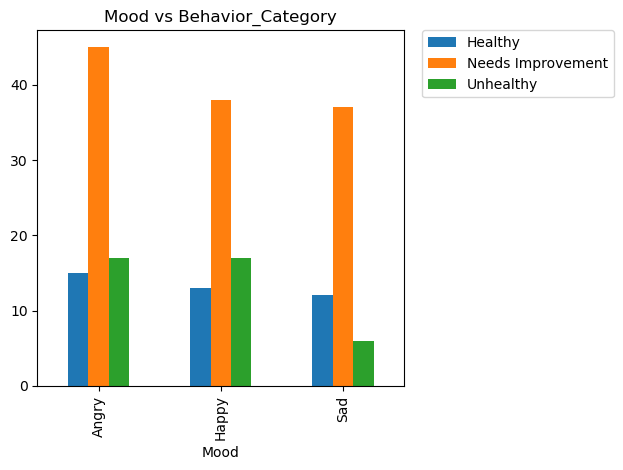 Mood vs Behavior_Category
Healthy
Needs Improvement
Unhealthy
40
30
20
10
0
Angry
Happy
Sad
Mood